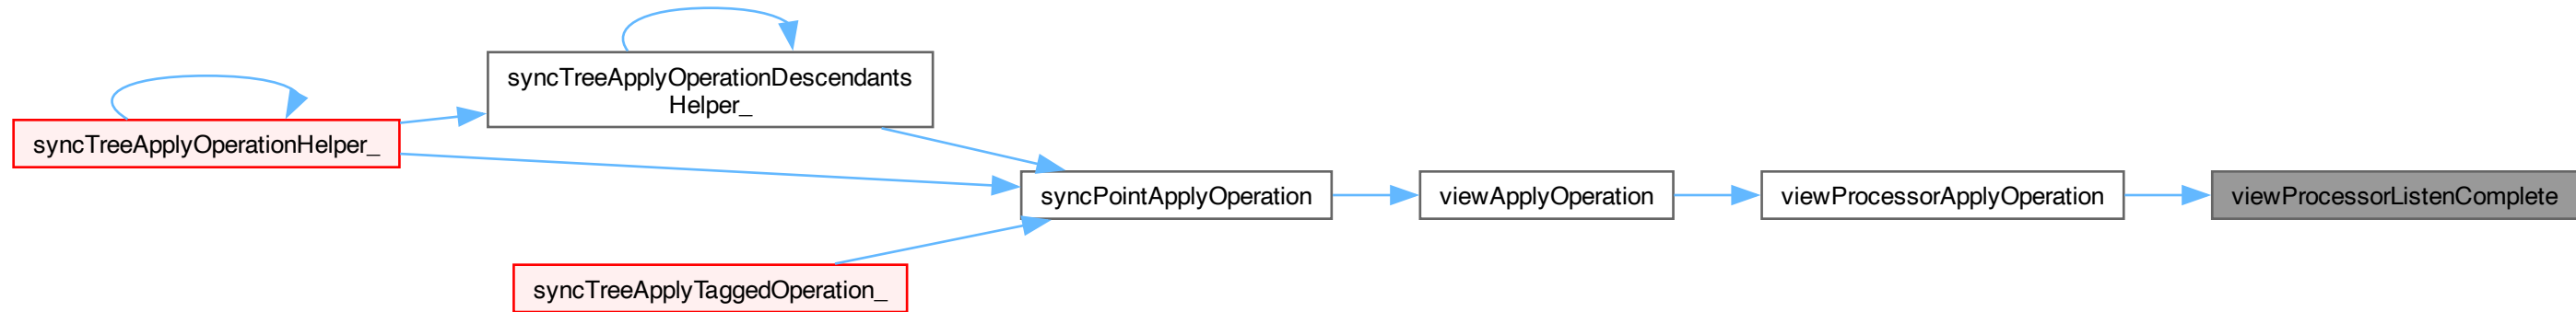 syncTreeApplyOperationDescendants
Helper_
syncTreeApplyOperationHelper_
syncPointApplyOperation
viewApplyOperation
viewProcessorApplyOperation
viewProcessorListenComplete
syncTreeApplyTaggedOperation_